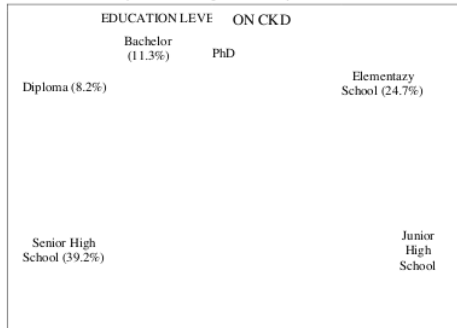 EDUCATION LEVE ON CKD
Bachelor
(11.3%)
PhD
Diploma (8.2%)
Elementazy
School (24.7%)
Senior High
School (39.2%)
Junior
High
School